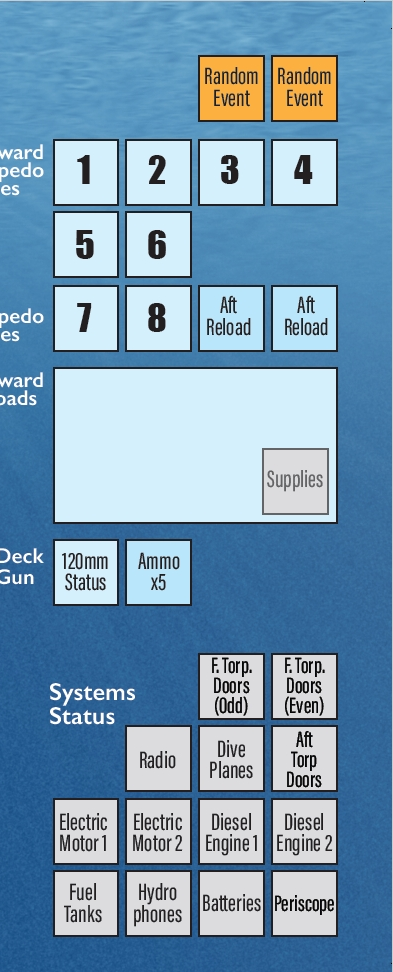 Random Event
Random Event
ward
pedo
es
1
2
3
4
5
6
pedo
es
7
8
Aft
Reload
Aft
Reload
ward
oads
Supplies
Deck
Gun
120mm
Status
Ammo
x5
Systems
Status
F. Torp.
Doors
(Odd)
F. Torp.
Doors
(Even)
Radio
Dive
Planes
Aft
Torp
Doors
Electric
Motor 1
Electric
Motor 2
Diesel
Engine 1
Diesel
Engine 2
Fuel
Tanks
Hydro
phones
Batteries
Periscope